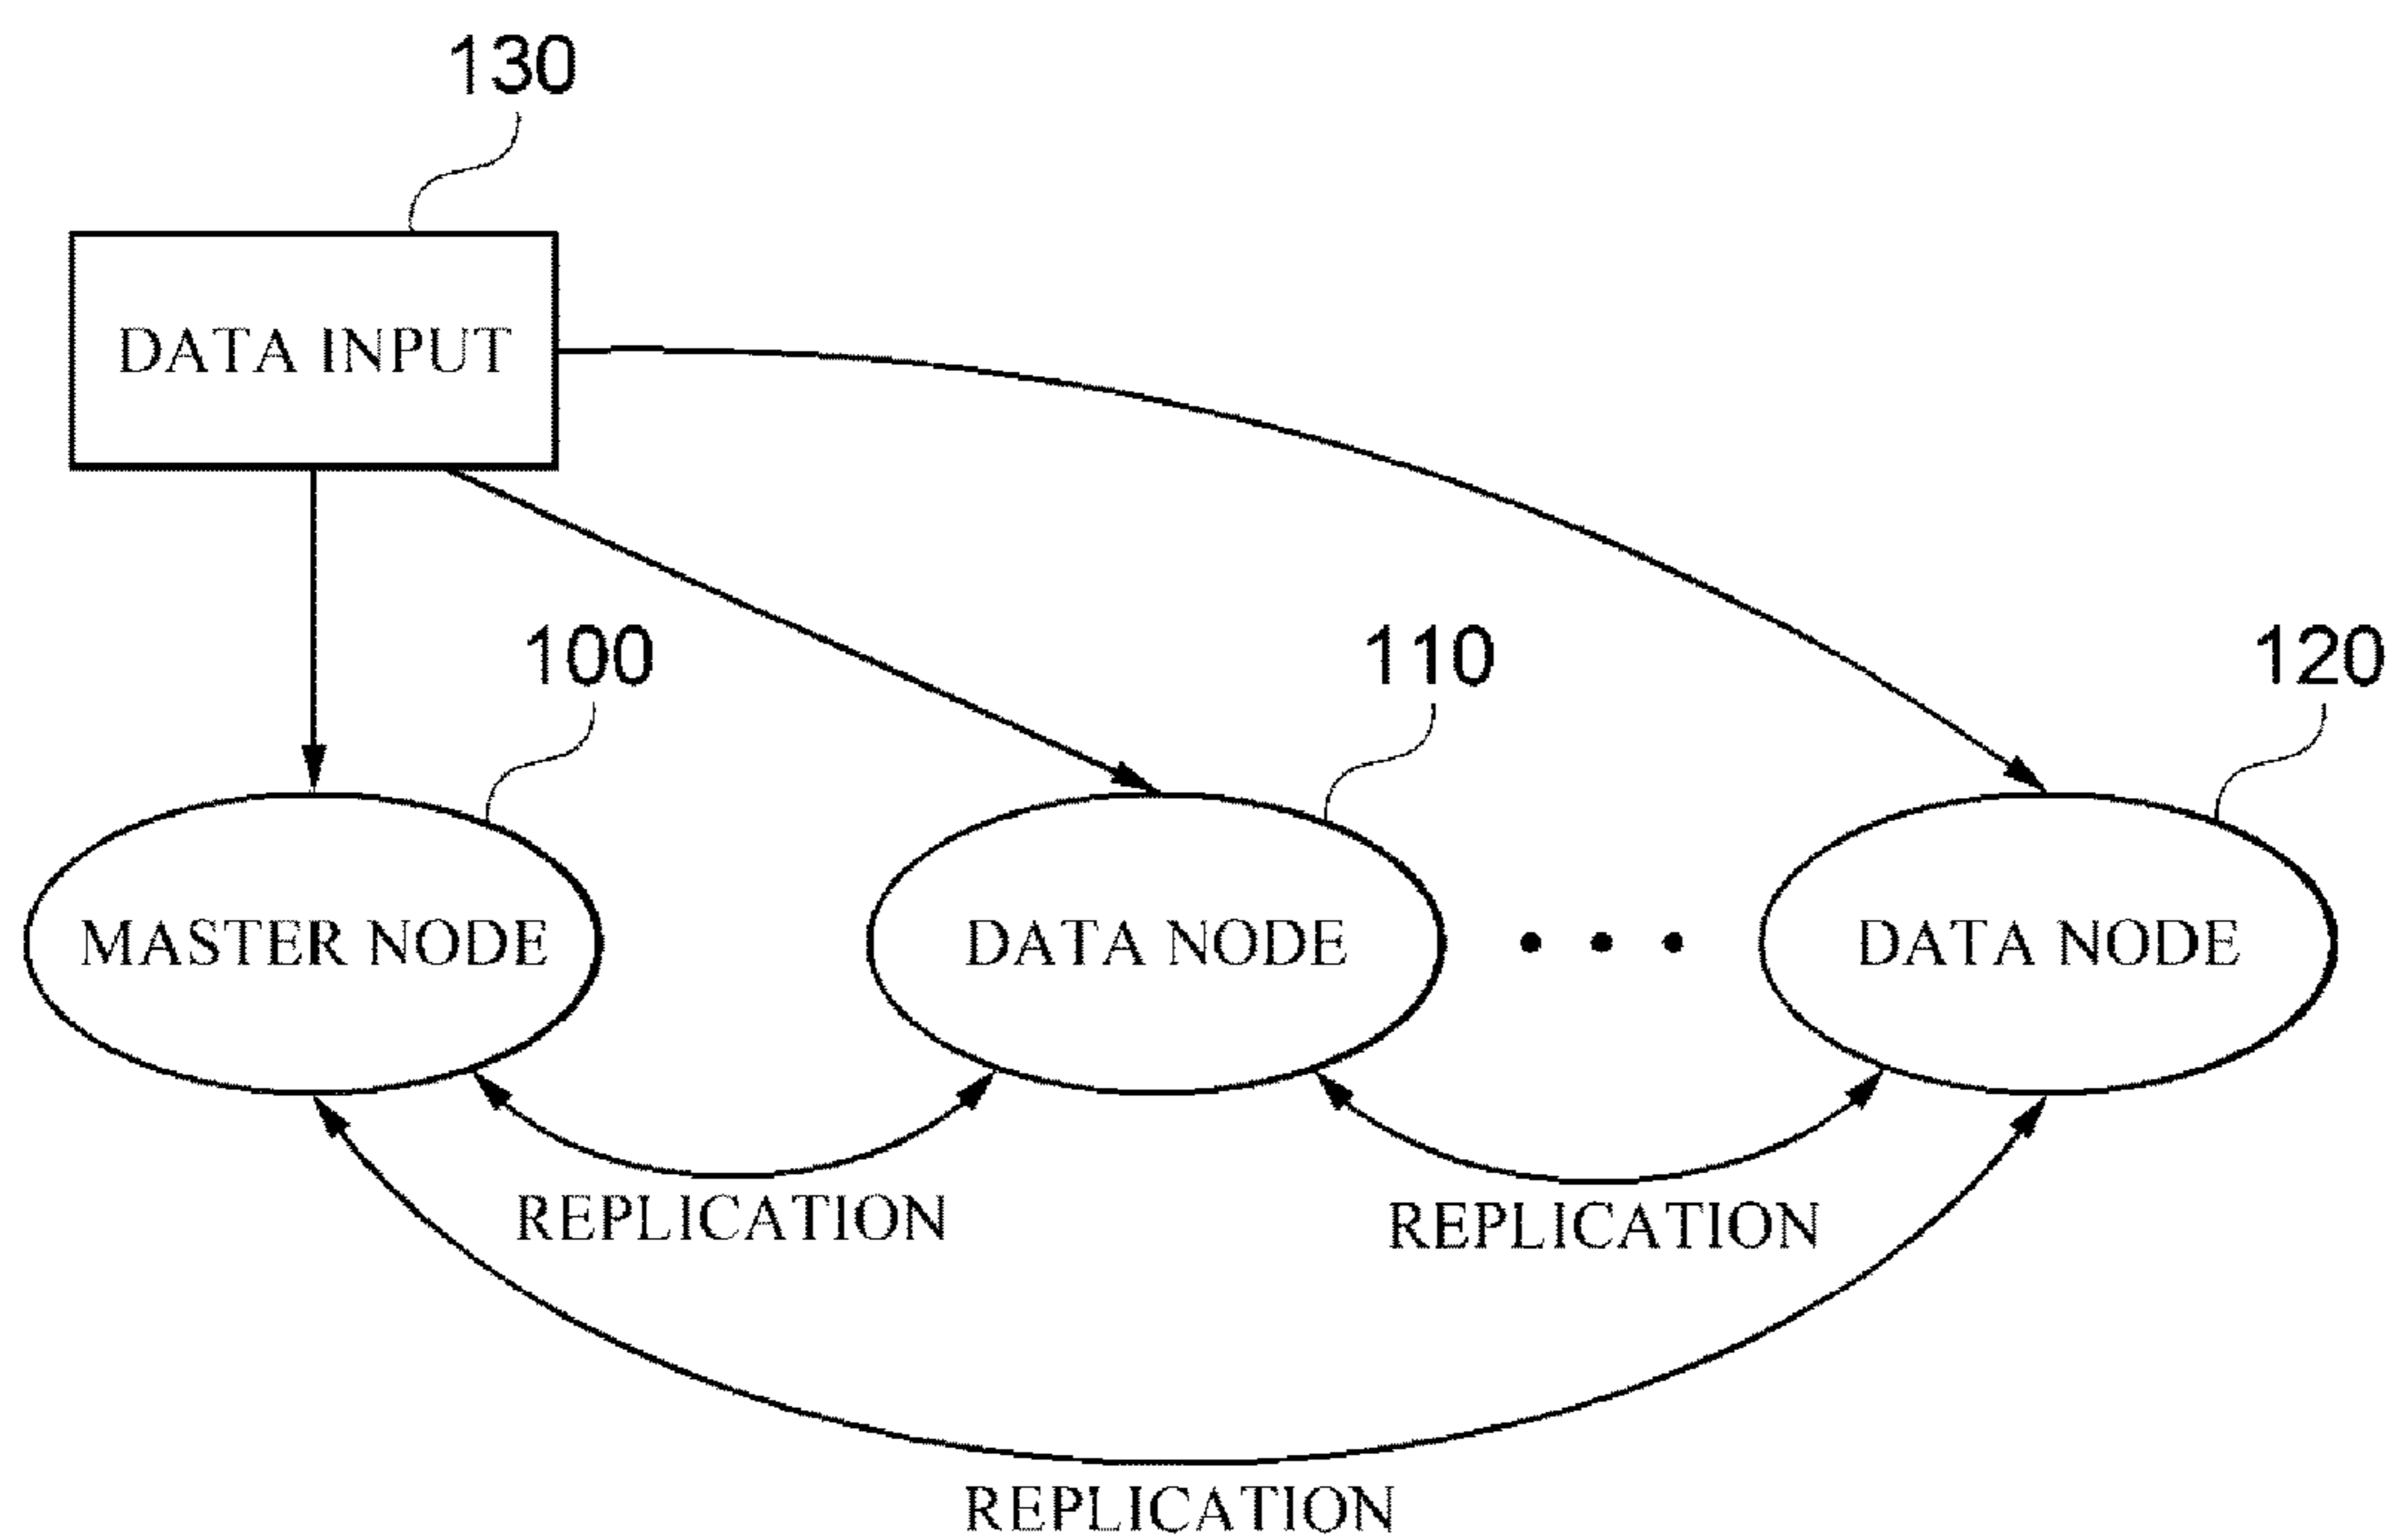 130
DATA INPUT
100
110
120
MASTER NODE
DATA NODE
DATA NODE
REPLICATION
REPLICATION
REPLICATION